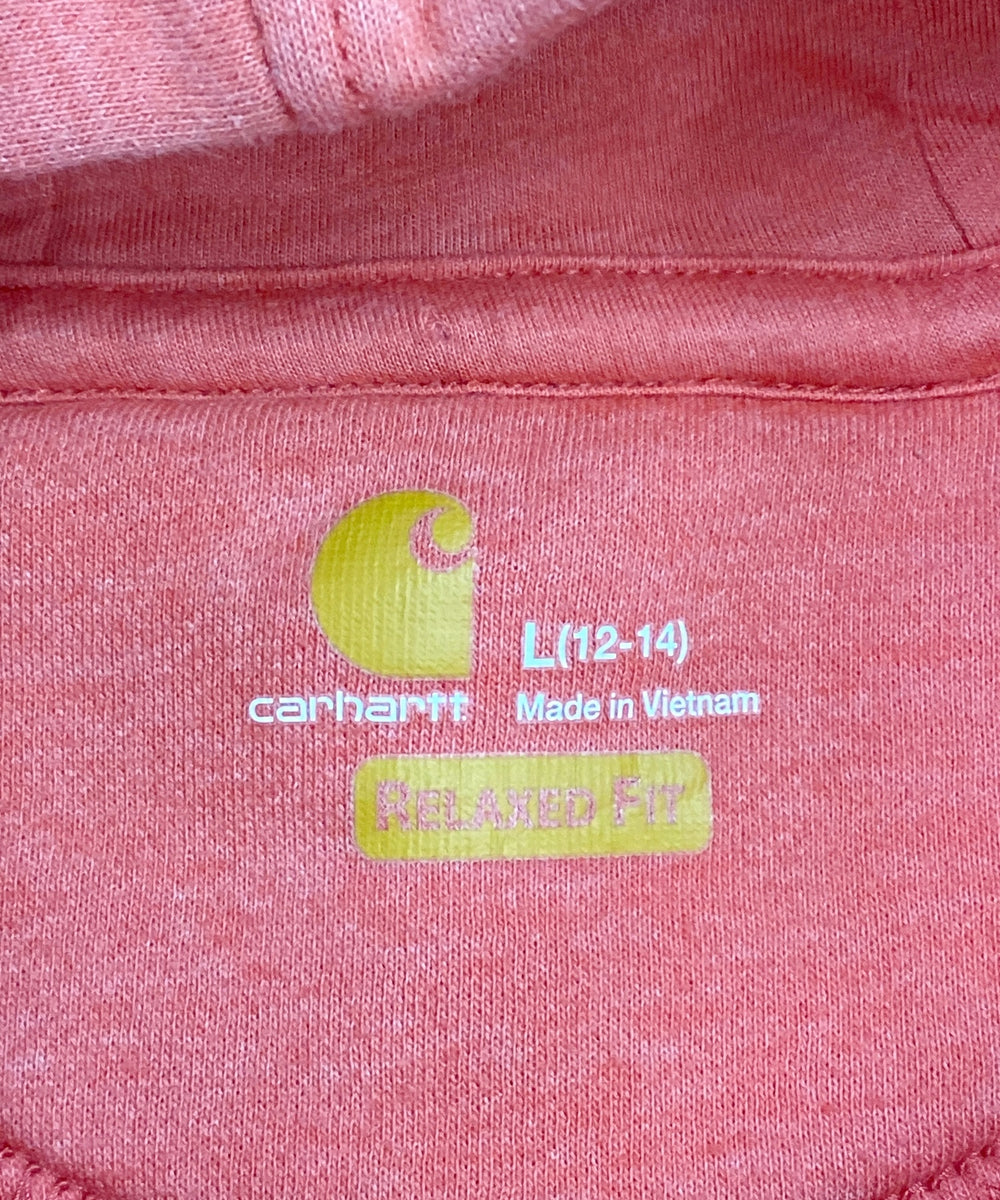 L(12-14)
carhartt
Made in Vietnam
RELAXED FIT